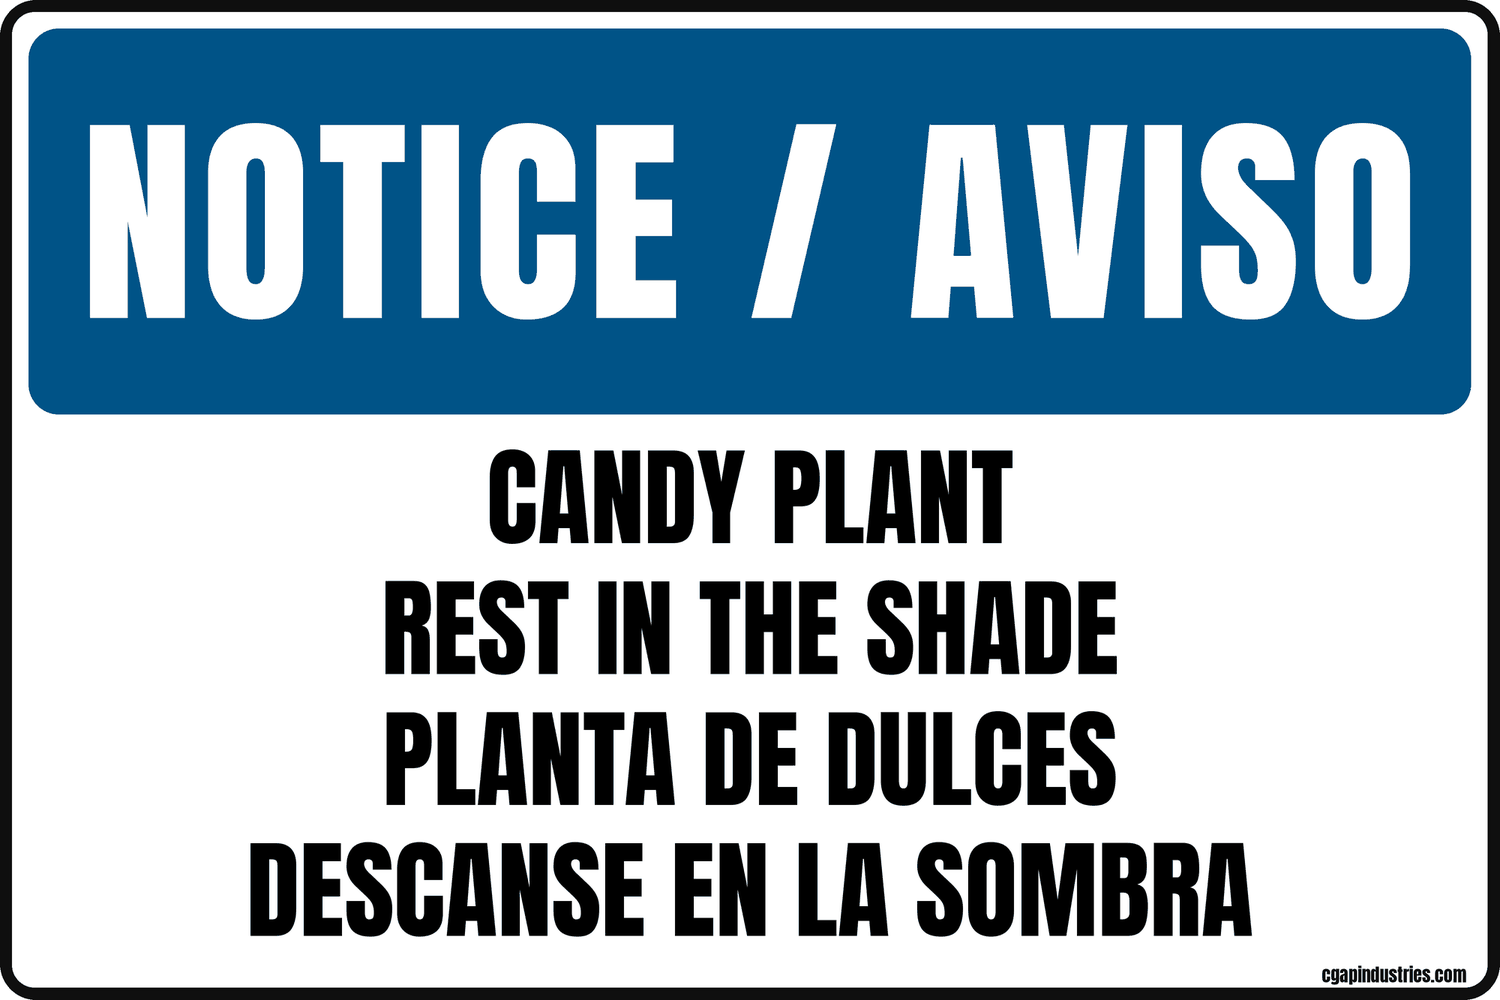 NOTICE / AVISO
CANDY PLANT
REST IN THE SHADE
PLANTA DE DULCES
DESCANSE EN LA SOMBRA
cgapindustries.com